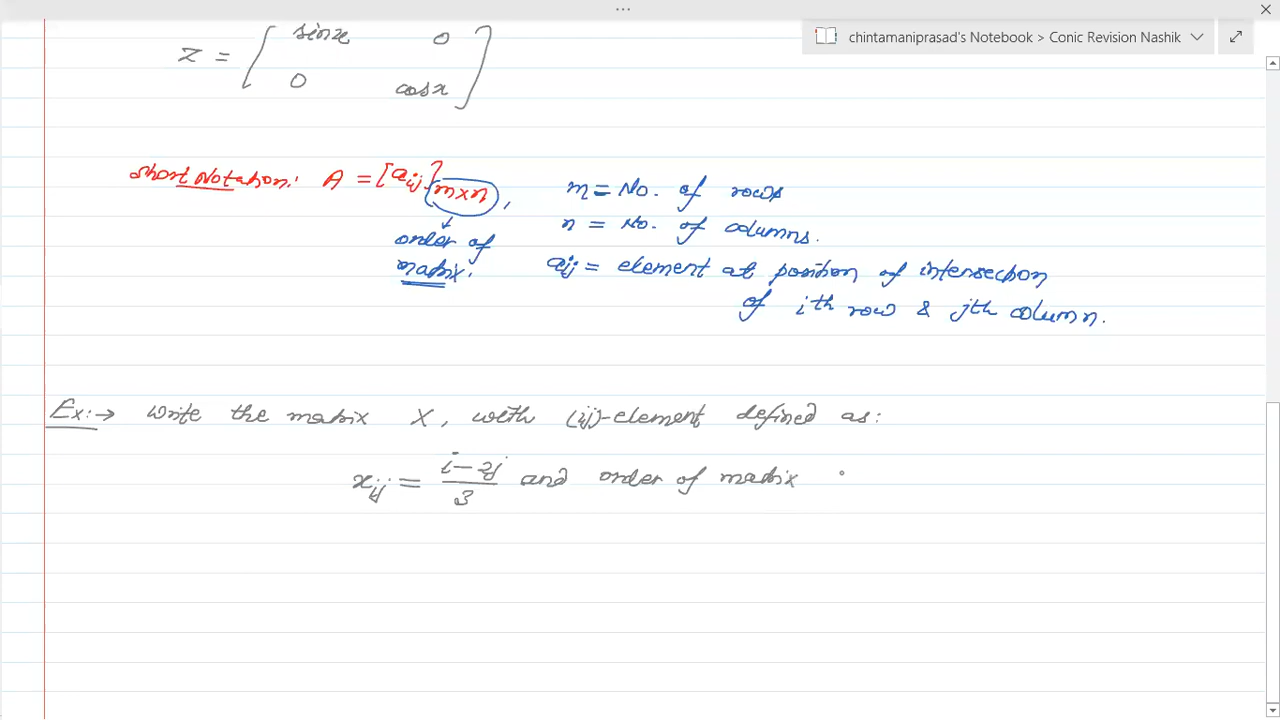 ...
chintamaniprasad's Notebook > Conic Revision Nashik
Z = [ sinx 0
0 cosx ]
Short Notation: A = [aij] m×n, m = No. of rows
n = No. of columns.
order of matrix.
aij = element at position of intersection
of ith row & jth column.
Ex:→ Write the matrix X, with (ij)-element defined as:
xij = i-2j/3 and order of matrix